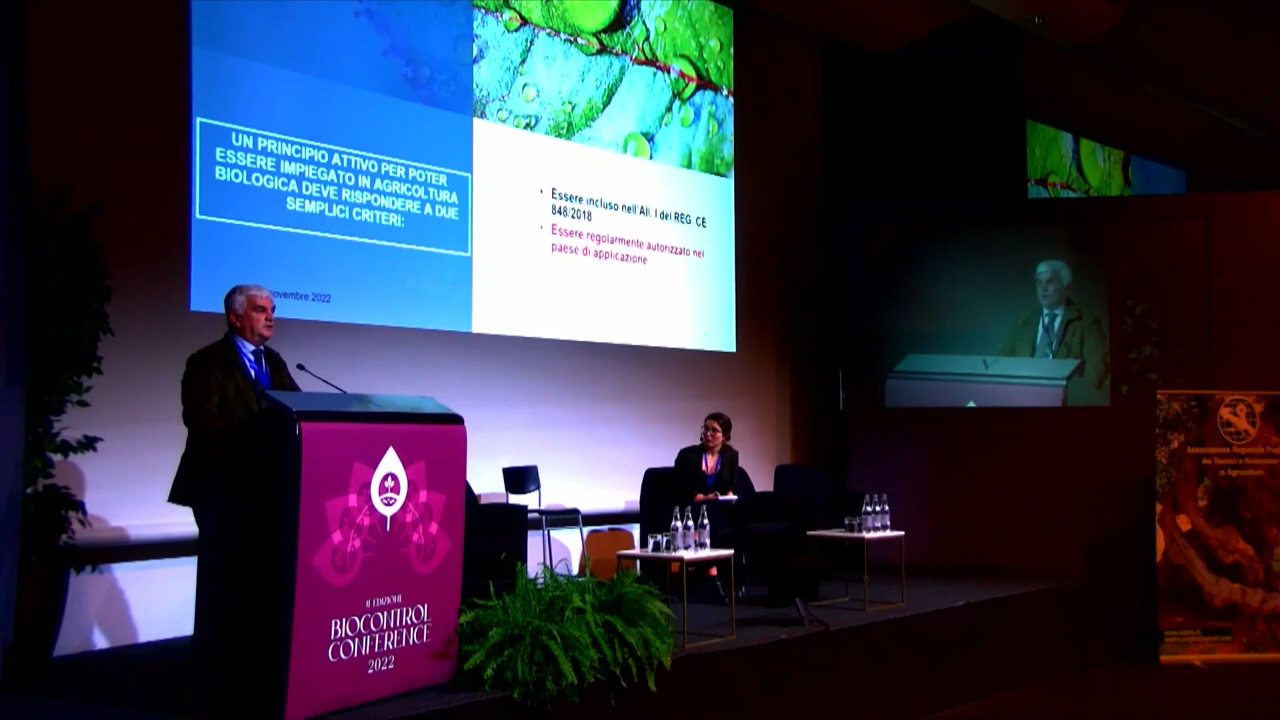 UN PRINCIPIO ATTIVO PER POTER
ESSERE IMPIEGATO IN AGRICOLTURA
BIOLOGICA DEVE RISPONDERE A DUE
SEMPLICI CRITERI:
ovembre 2022
• Essere incluso nell'All. I del REG CE
848/2018
• Essere regolarmente autorizzato nel
paese di applicazione
II EDIZIONE
BIOCONTROL
CONFERENCE
2022
Associazione Regionale
dei Tecnici e
in Agricoltura